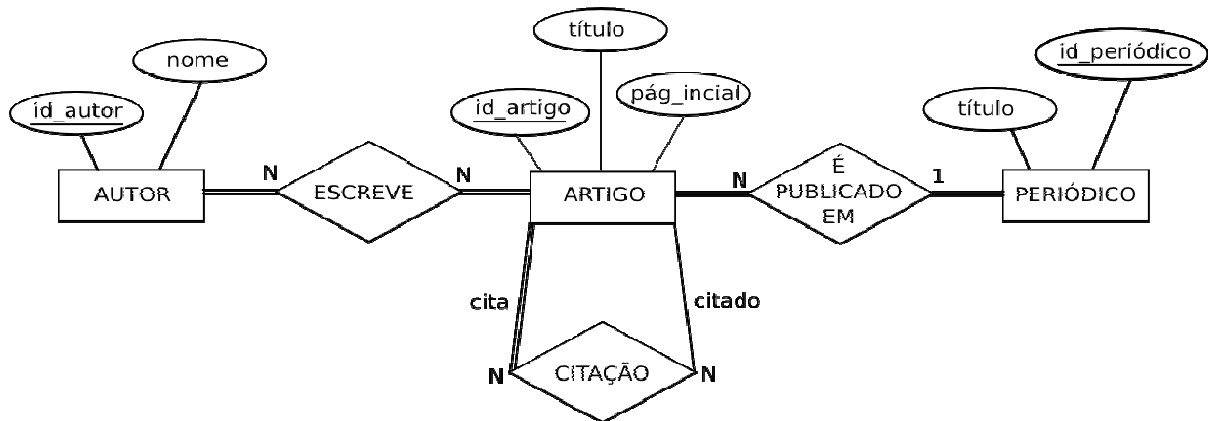 título
nome
id_periódico
id_autor
id_artigo
pág_incial
título
AUTOR
N
ESCREVE
N
ARTIGO
N
É
PUBLICADO
EM
1
PERIÓDICO
cita
citado
N
CITAÇÃO
N